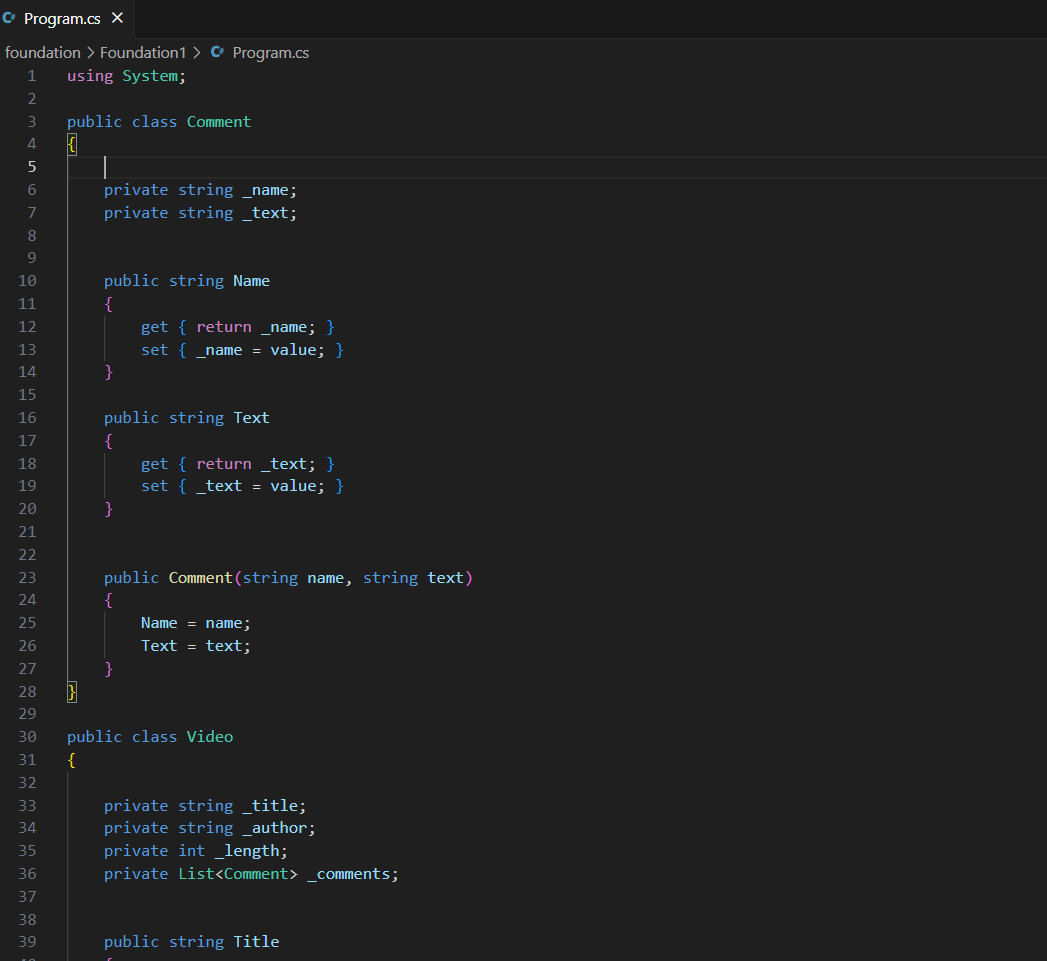 Program.cs
foundation > Foundation1 > Program.cs
1 using System;
2
3 public class Comment
4 {
5
6     private string _name;
7     private string _text;
8
9
10     public string Name
11     {
12         get { return _name; }
13         set { _name = value; }
14     }
15
16     public string Text
17     {
18         get { return _text; }
19         set { _text = value; }
20     }
21
22
23     public Comment(string name, string text)
24     {
25         Name = name;
26         Text = text;
27     }
28 }
29
30 public class Video
31 {
32
33     private string _title;
34     private string _author;
35     private int _length;
36     private List<Comment> _comments;
37
38
39     public string Title